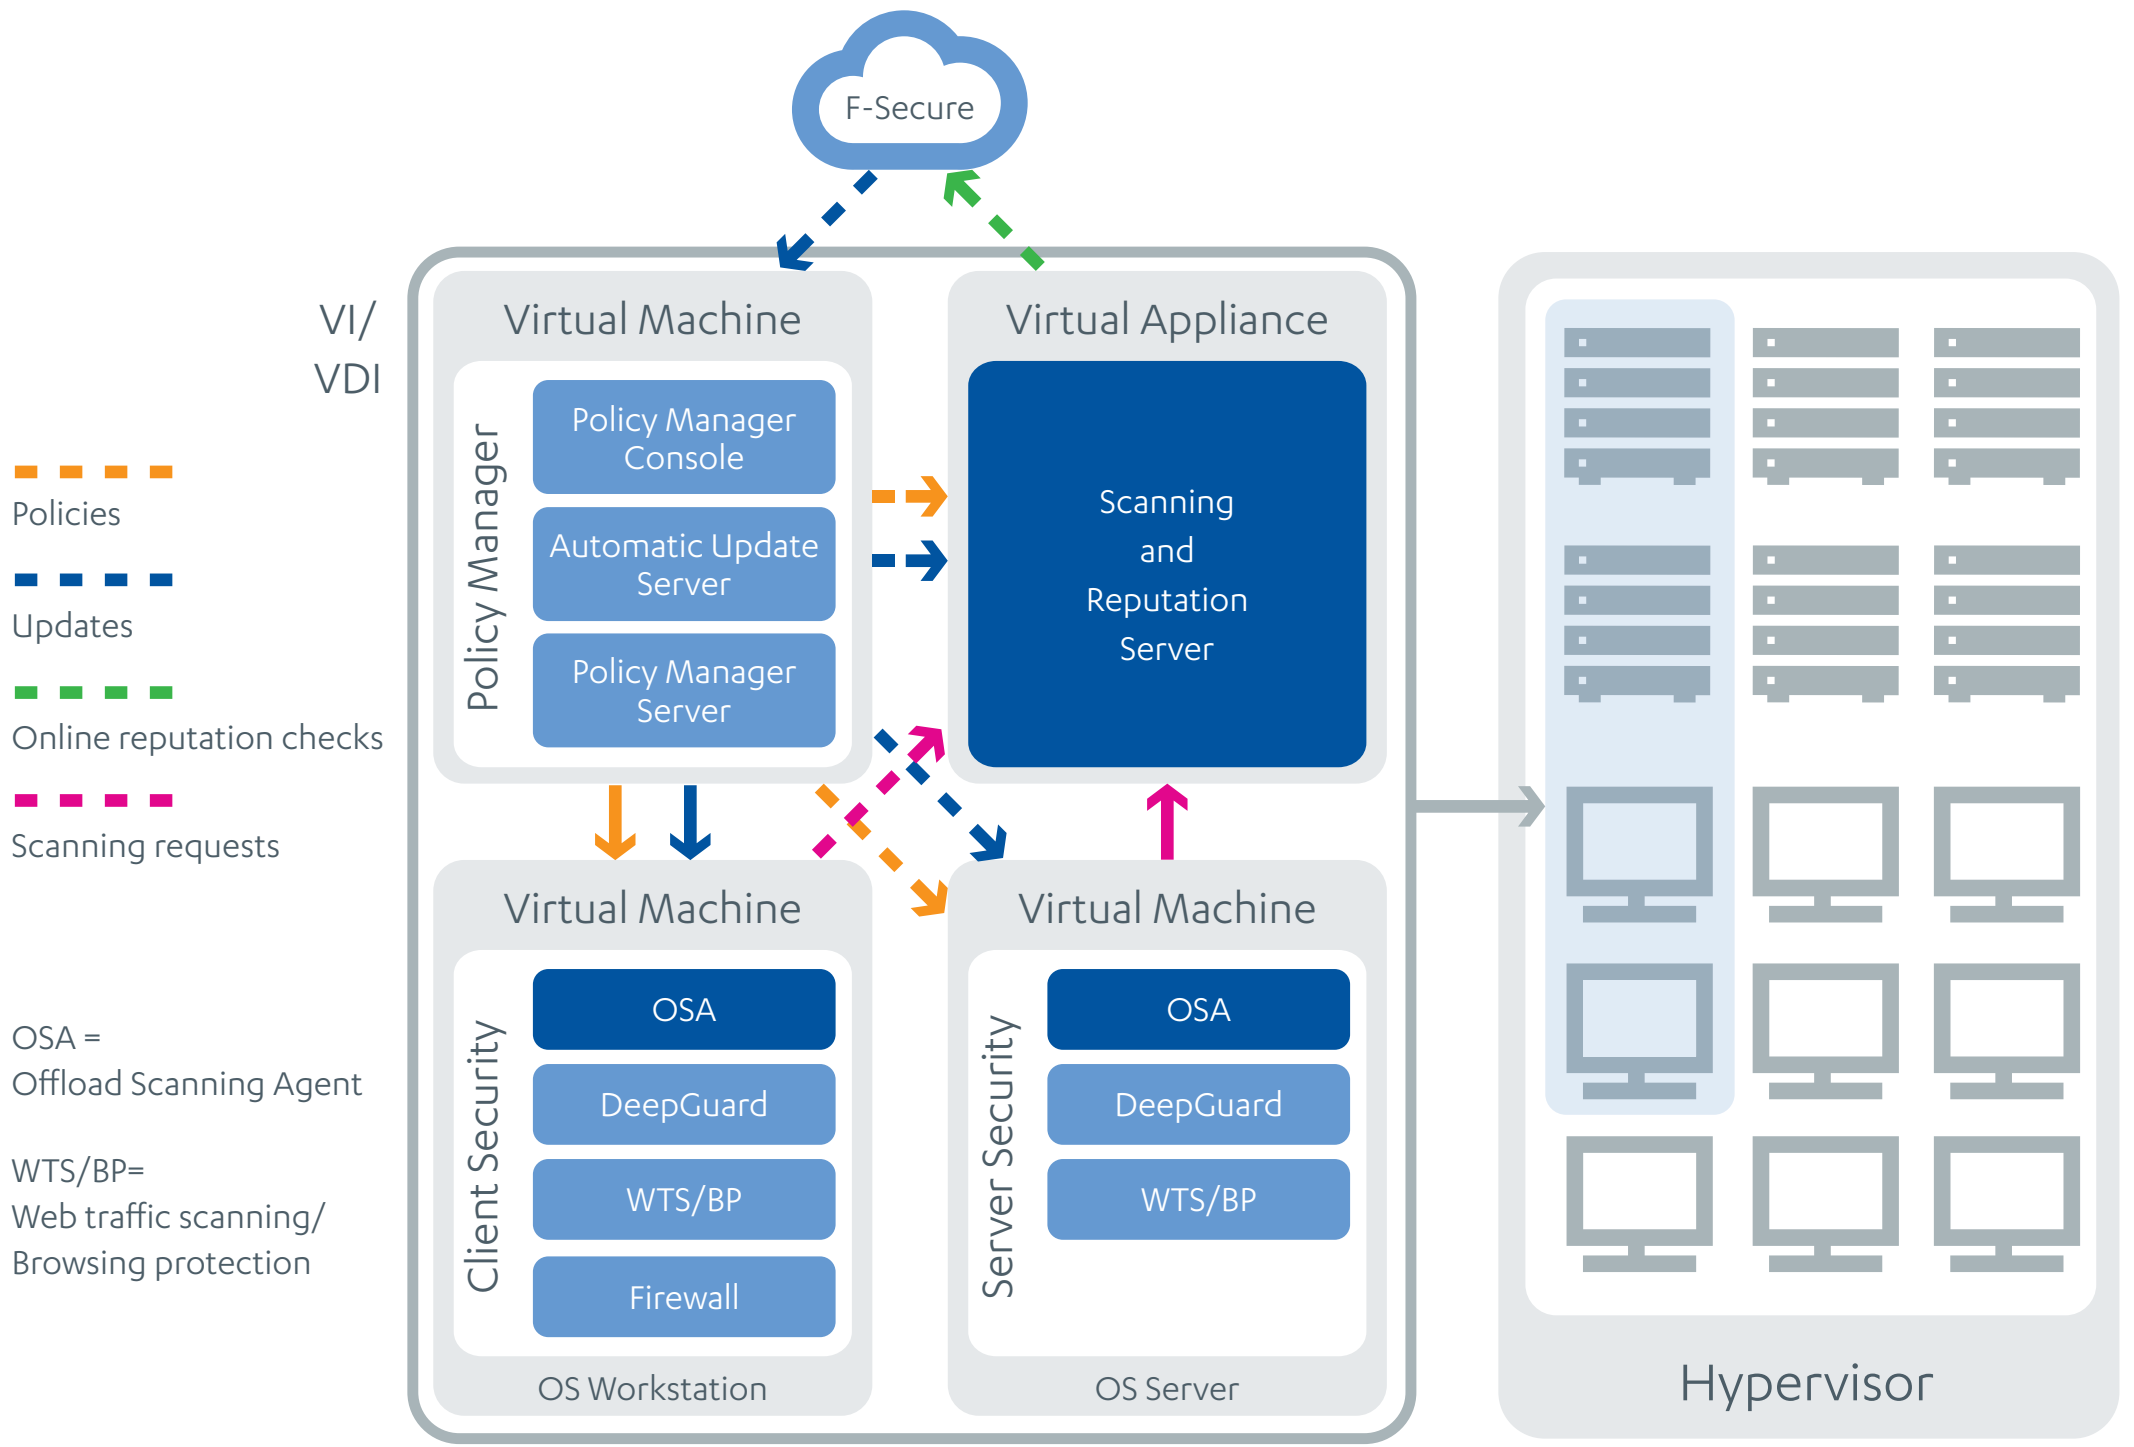 F-Secure
VI/
VDI
Policies
Updates
Online reputation checks
Scanning requests
OSA =
Offload Scanning Agent
WTS/BP=
Web traffic scanning/
Browsing protection
Virtual Machine
Policy Manager
Policy Manager
Console
Automatic Update
Server
Policy Manager
Server
Virtual Appliance
Scanning
and
Reputation
Server
Virtual Machine
Client Security
OSA
DeepGuard
WTS/BP
Firewall
OS Workstation
Virtual Machine
Server Security
OSA
DeepGuard
WTS/BP
OS Server
Hypervisor